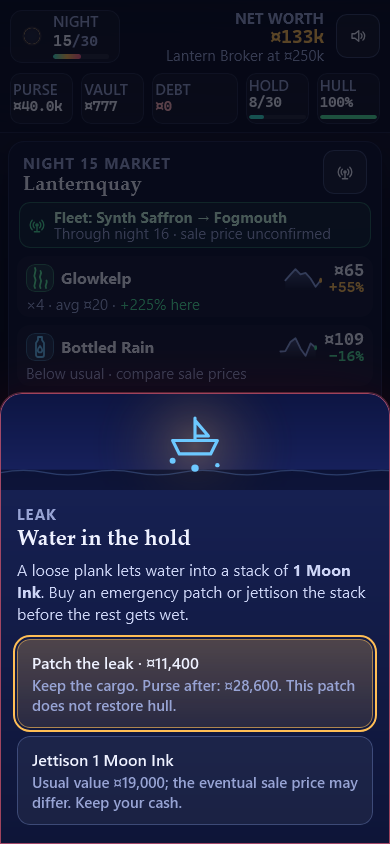 NIGHT
15/30
NET WORTH
¤133k
Lantern Broker at ¤250k
PURSE
¤40.0k
VAULT
¤777
DEBT
¤0
HOLD
8/30
HULL
100%
NIGHT 15 MARKET
Lanternquay
Fleet: Synth Saffron → Fogmouth
Through night 16 · sale price unconfirmed
Glowkelp
¤65
+55%
×4 · avg ¤20 · +225% here
Bottled Rain
¤109
−16%
Below usual · compare sale prices
LEAK
Water in the hold
A loose plank lets water into a stack of 1 Moon
Ink. Buy an emergency patch or jettison the stack
before the rest gets wet.
Patch the leak · ¤11,400
Keep the cargo. Purse after: ¤28,600. This patch
does not restore hull.
Jettison 1 Moon Ink
Usual value ¤19,000; the eventual sale price may
differ. Keep your cash.